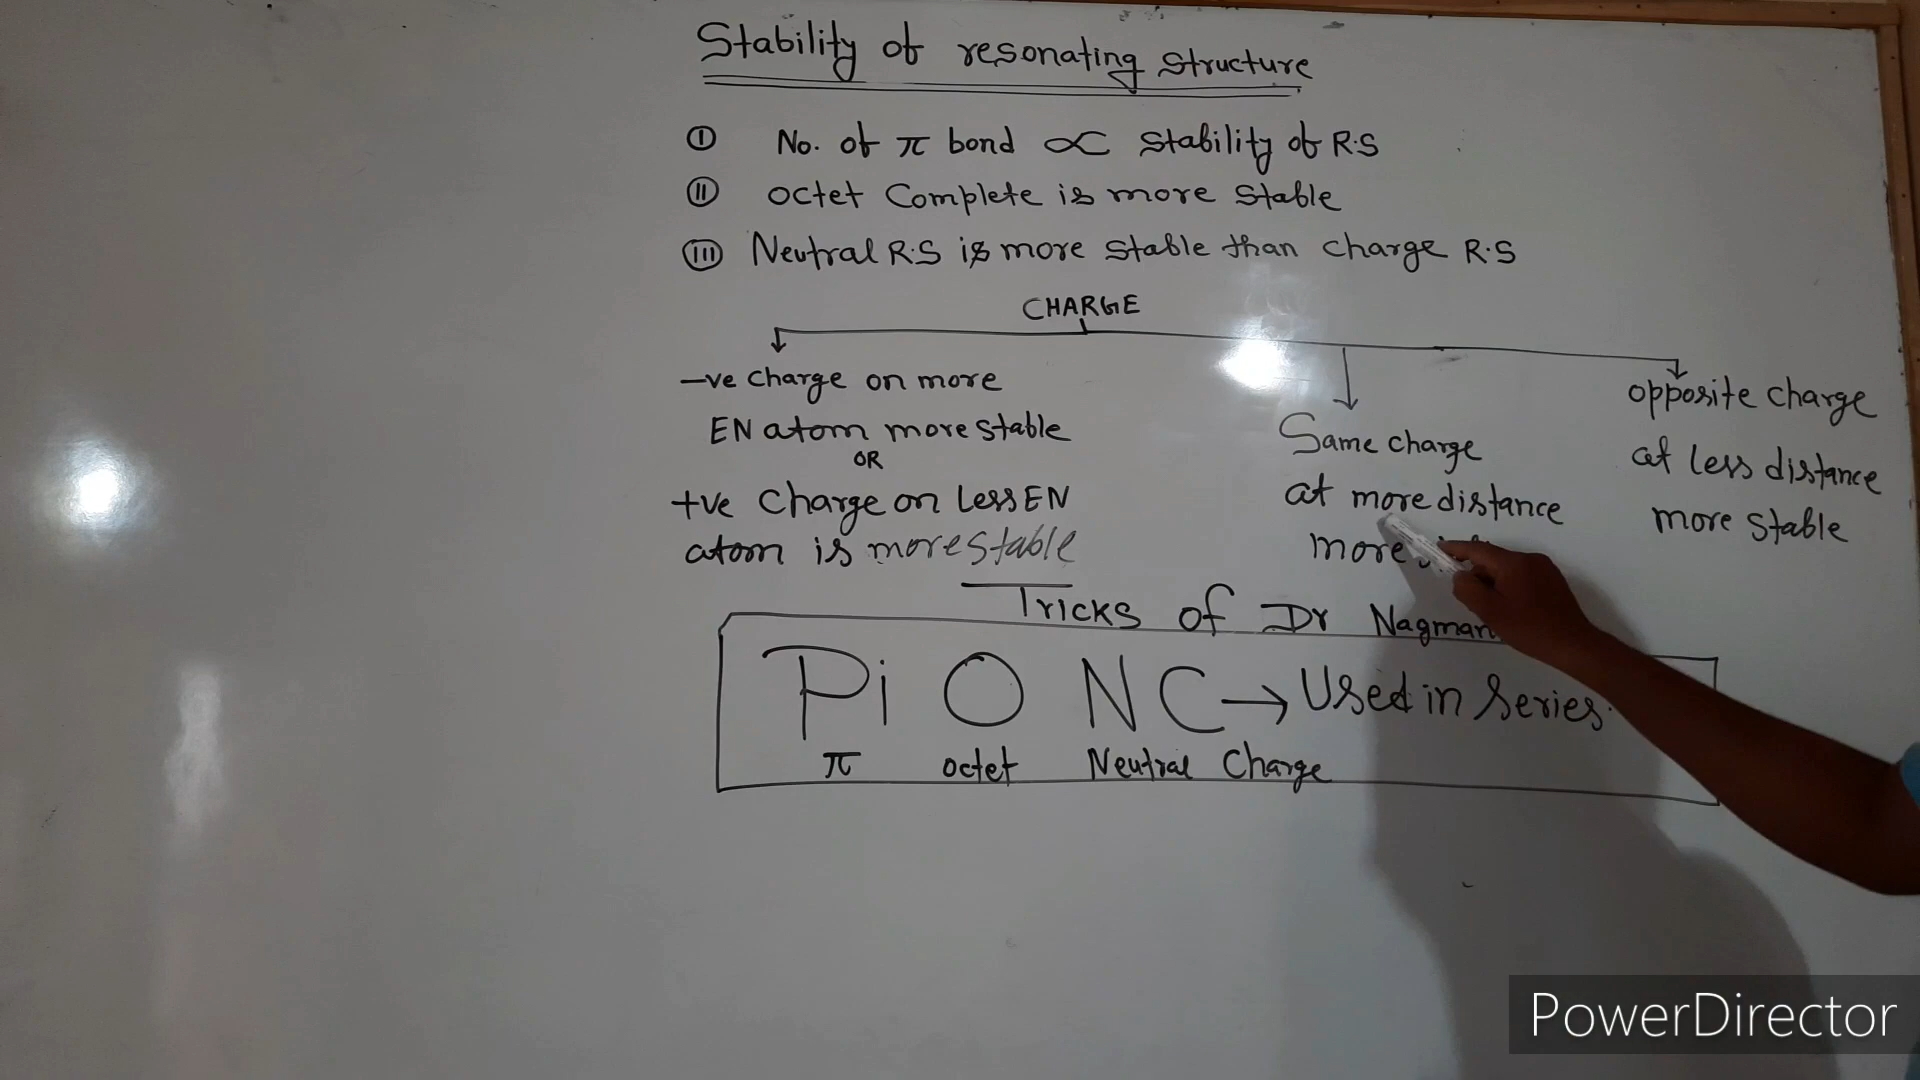 Stability of resonating structure
I No. of π bond ∝ Stability of R.S
II Octet Complete is more Stable
III Neutral R.S is more stable than charge R.S
CHARGE
-ve charge on more
EN atom more stable
OR
+ve Charge on less EN
atom is more stable
Same charge
at more distance
more
opposite charge
at less distance
more stable
Tricks of Dr Nagman
Pi O N C → Used in Series.
π octet Neutral Charge
PowerDirector